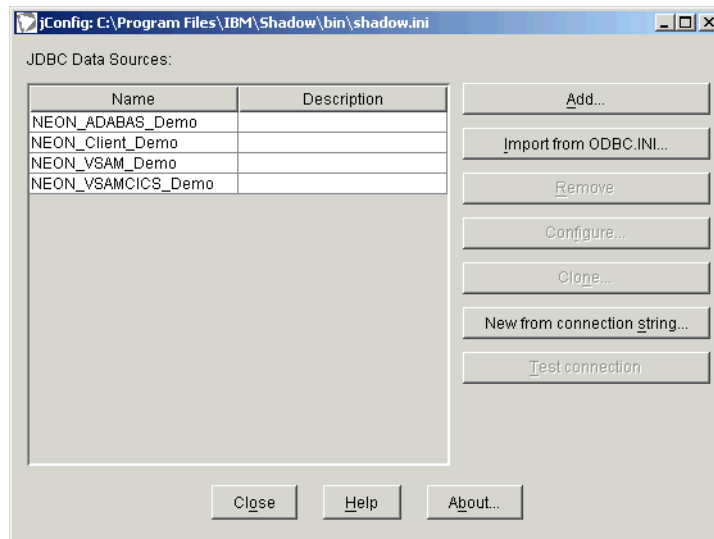 jConfig: C:\Program Files\IBM\Shadow\bin\shadow.ini
JDBC Data Sources:
Name Description
NEON_ADABAS_Demo
NEON_Client_Demo
NEON_VSAM_Demo
NEON_VSAMCICS_Demo
Add...
Import from ODBC.INI...
Remove
Configure...
Clone...
New from connection string...
Test connection
Close Help About...